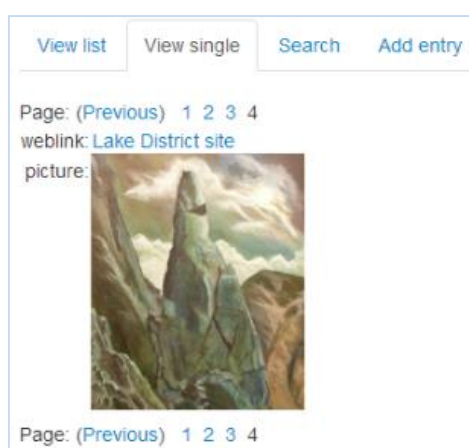 View list View single Search Add entry
Page: (Previous) 1 2 3 4
weblink: Lake District site
picture:
Page: (Previous) 1 2 3 4